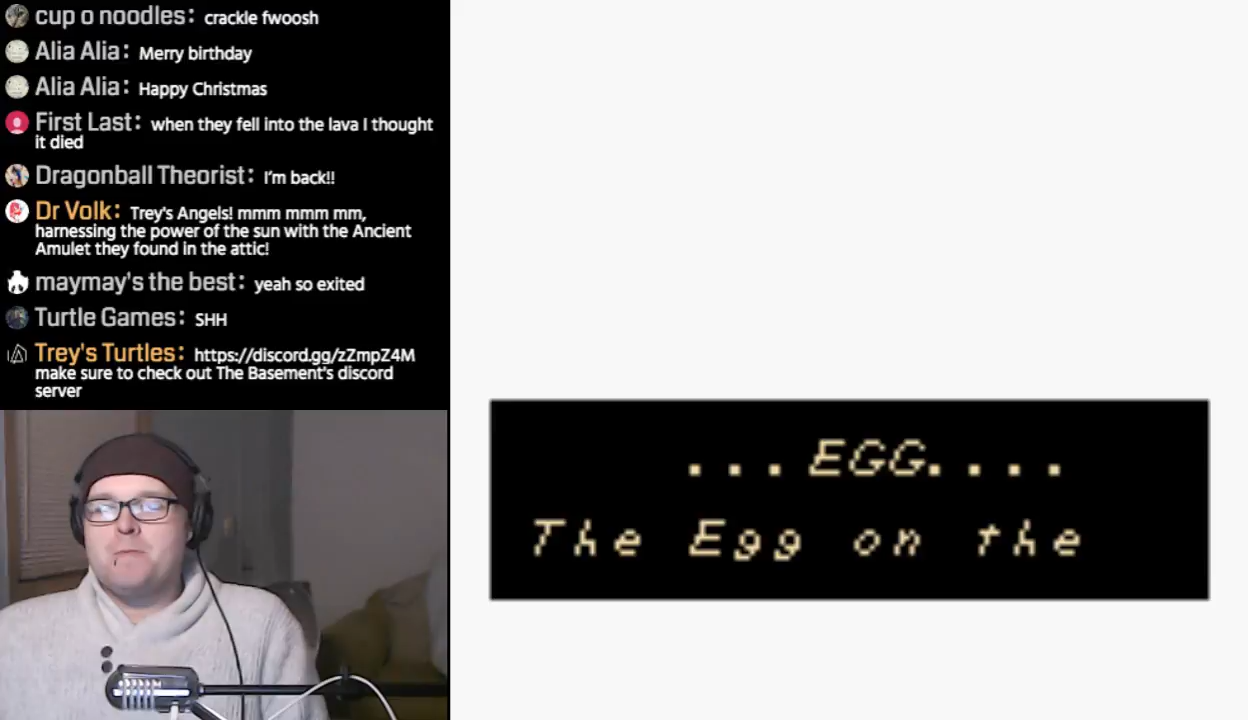 cup o noodles: crackle fwoosh
Alia Alia: Merry birthday
Alia Alia: Happy Christmas
First Last: when they fell into the lava I thought
it died
Dragonball Theorist: I'm back!!
Dr Volk: Trey's Angels! mmm mmm mm,
harnessing the power of the sun with the Ancient
Amulet they found in the attic!
maymay's the best: yeah so exited
Turtle Games: SHH
Trey's Turtles: https://discord.gg/zZmpZ4M
make sure to check out The Basement's discord
server
...EGG....
The Egg on the